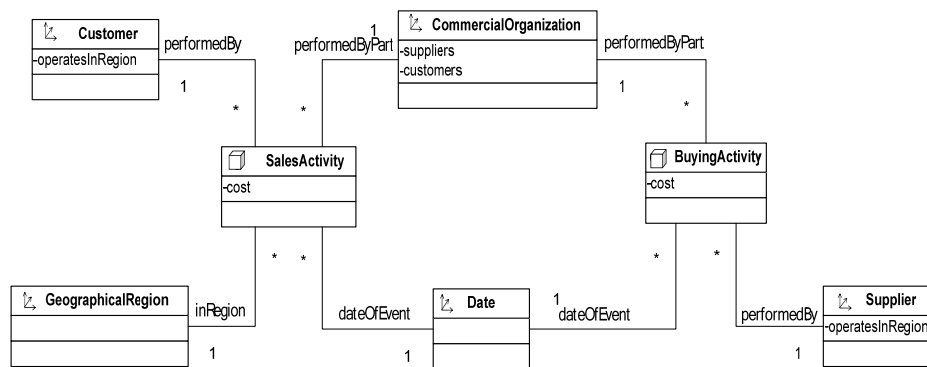 Customer
-operatesInRegion
performedBy
1
*
1
CommercialOrganization
-suppliers
-customers
performedByPart
*
performedByPart
1
*
SalesActivity
-cost
BuyingActivity
-cost
*
*
*
*
GeographicalRegion
inRegion
1
dateOfEvent
1
Date
1
dateOfEvent
performedBy
1
Supplier
-operatesInRegion